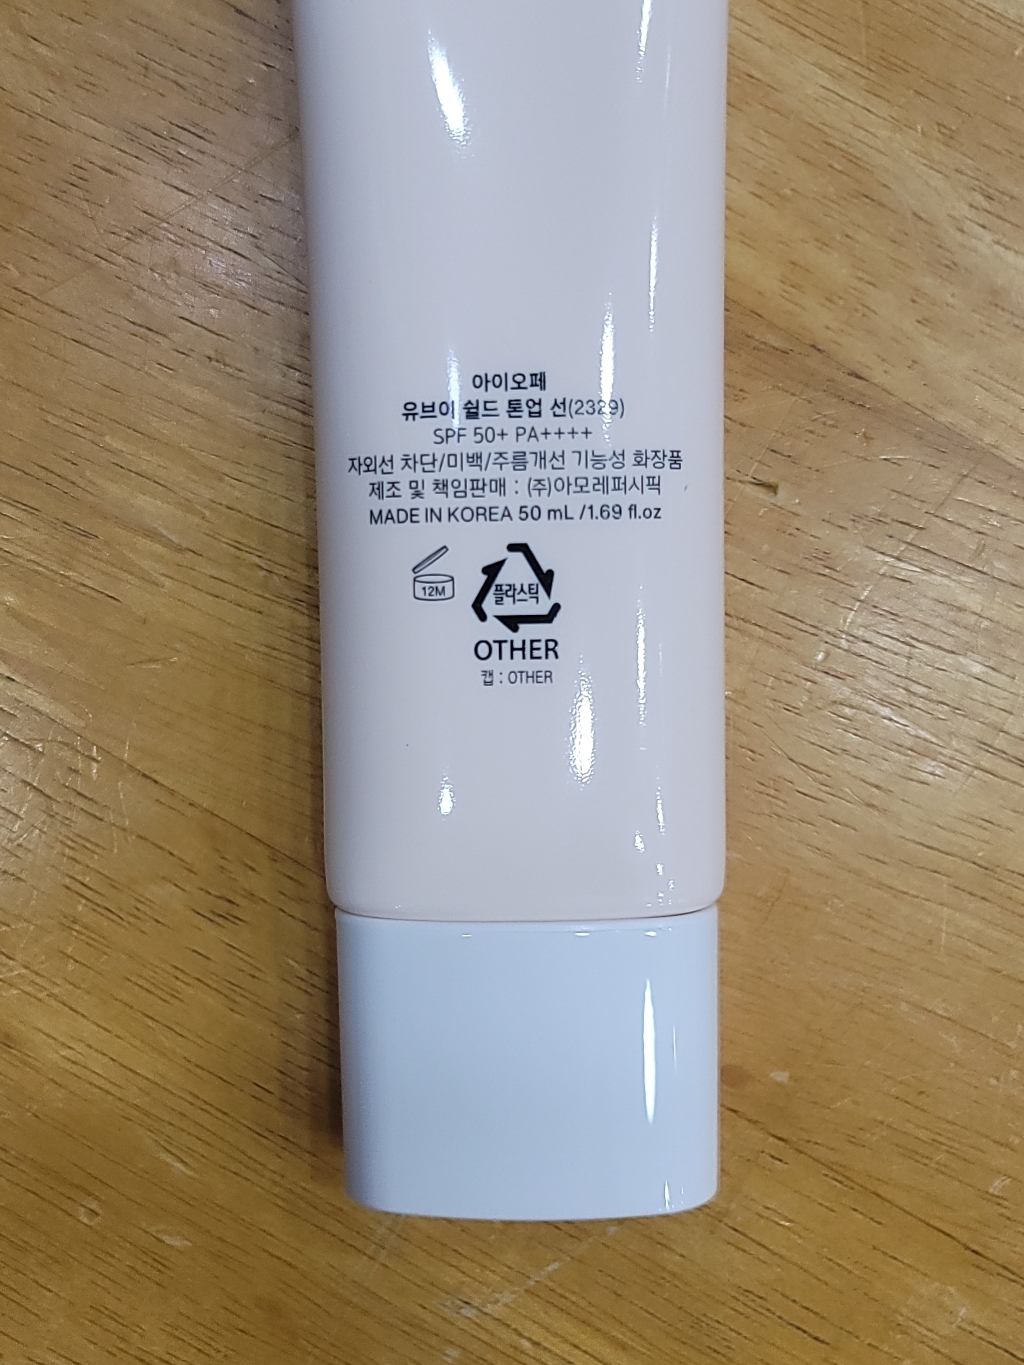 아이오페
유브이 쉴드 톤업 선(2329)
SPF 50+ PA++++
자외선 차단/미백/주름개선 기능성 화장품
제조 및 책임판매 : (주)아모레퍼시픽
MADE IN KOREA 50 mL /1.69 fl.oz
12M
플라스틱
OTHER
캡 : OTHER